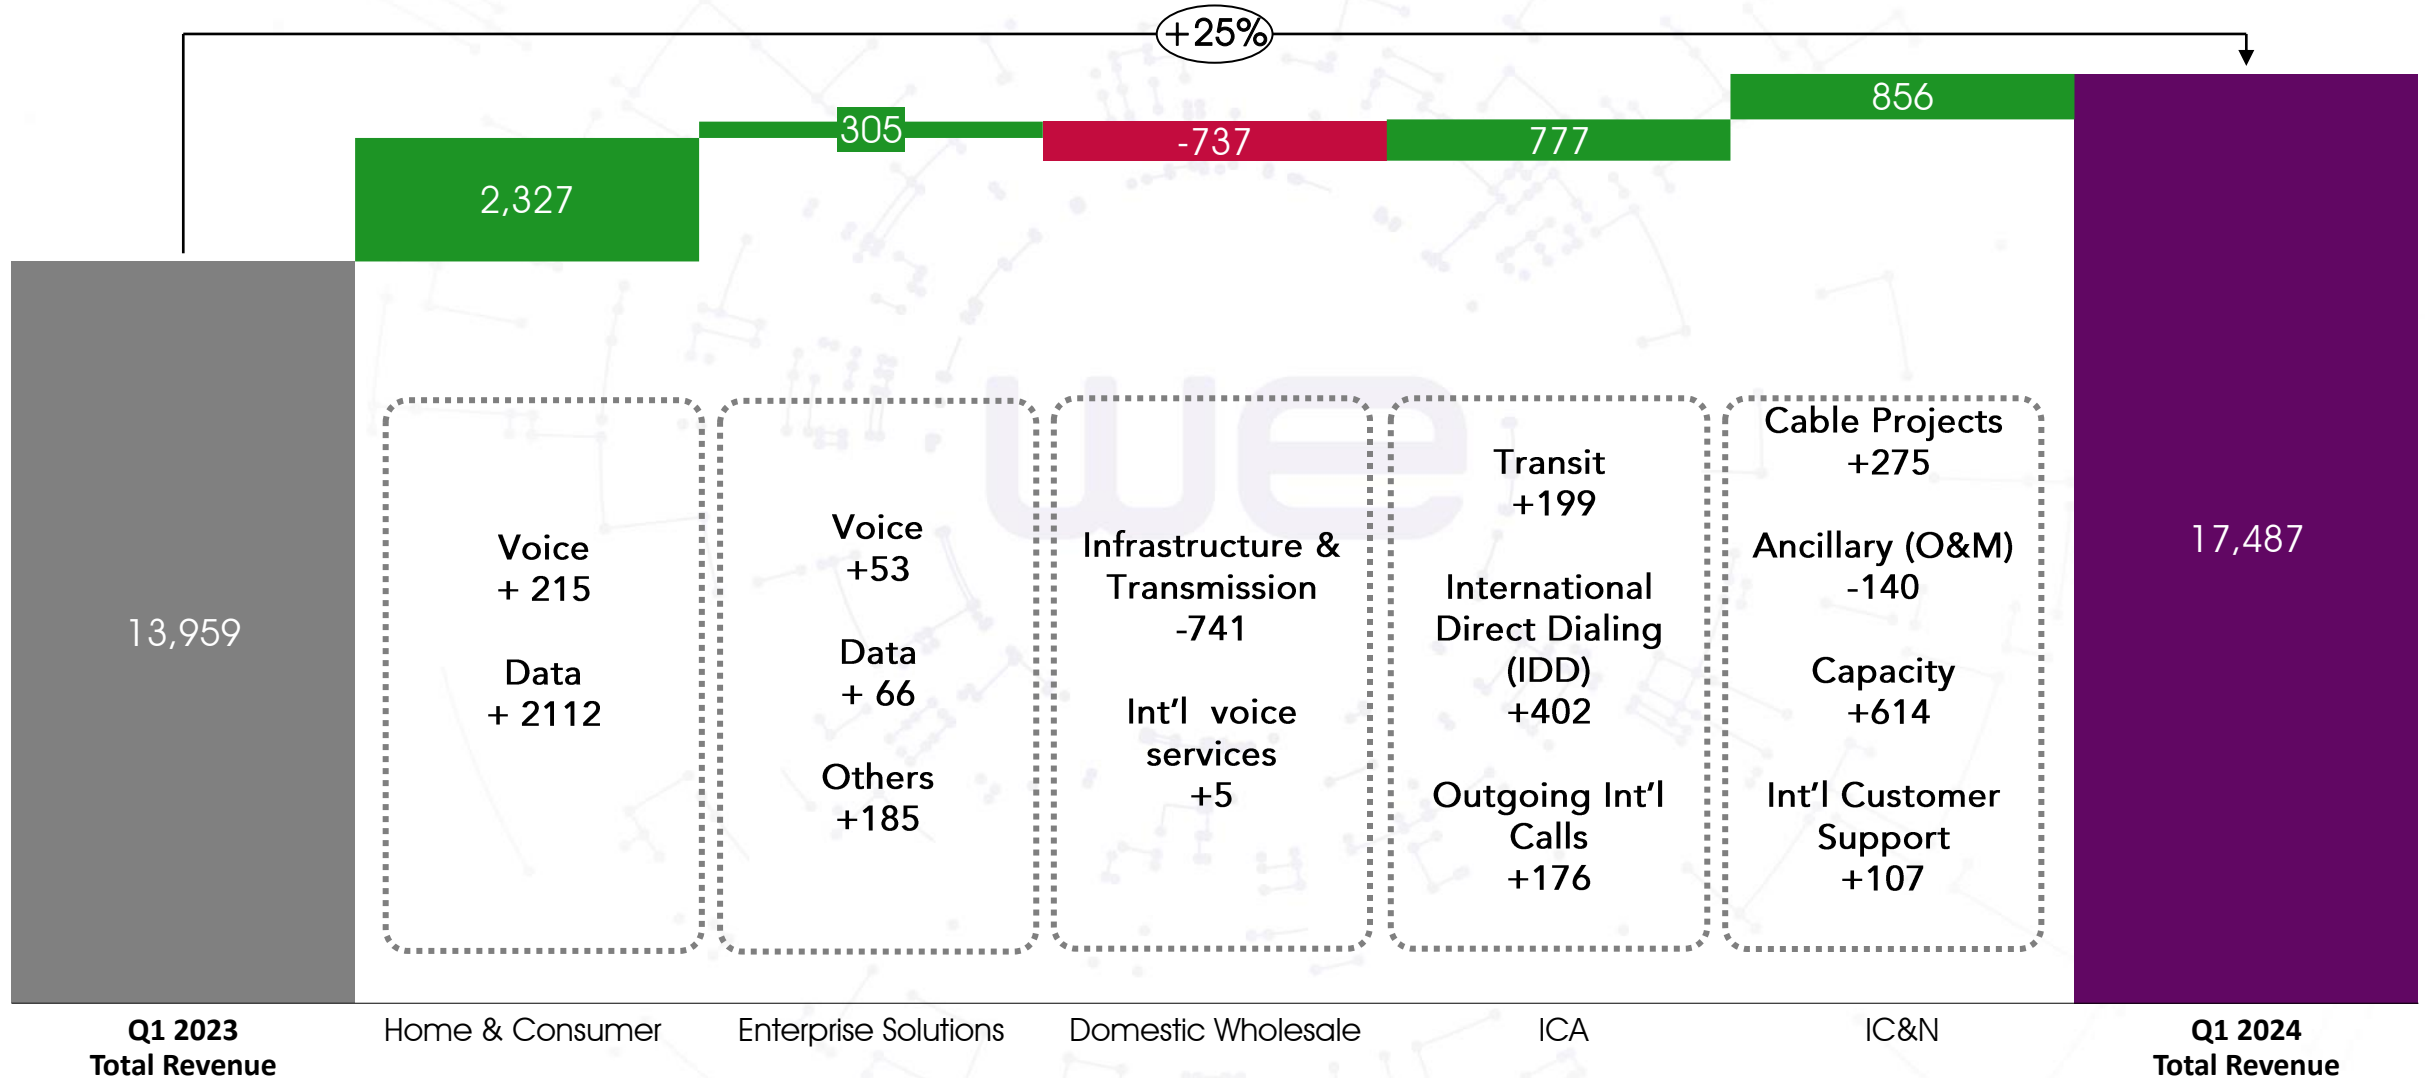 +25%
2,327
305
-737
777
856
13,959
17,487
Voice
+ 215
Data
+ 2112
Voice
+53
Data
+ 66
Others
+185
Infrastructure &
Transmission
-741
Int'l  voice
services
+5
Transit
+199
International
Direct Dialing
(IDD)
+402
Outgoing Int'l
Calls
+176
Cable Projects
+275
Ancillary (O&M)
-140
Capacity
+614
Int'l Customer
Support
+107
we
Q1 2023
Total Revenue
Home & Consumer
Enterprise Solutions
Domestic Wholesale
ICA
IC&N
Q1 2024
Total Revenue